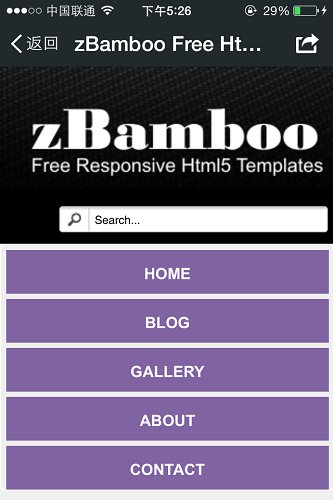 中国联通 下午5:26 29%
返回 zBamboo Free Ht...
zBamboo
Free Responsive Html5 Templates
Search...
HOME
BLOG
GALLERY
ABOUT
CONTACT